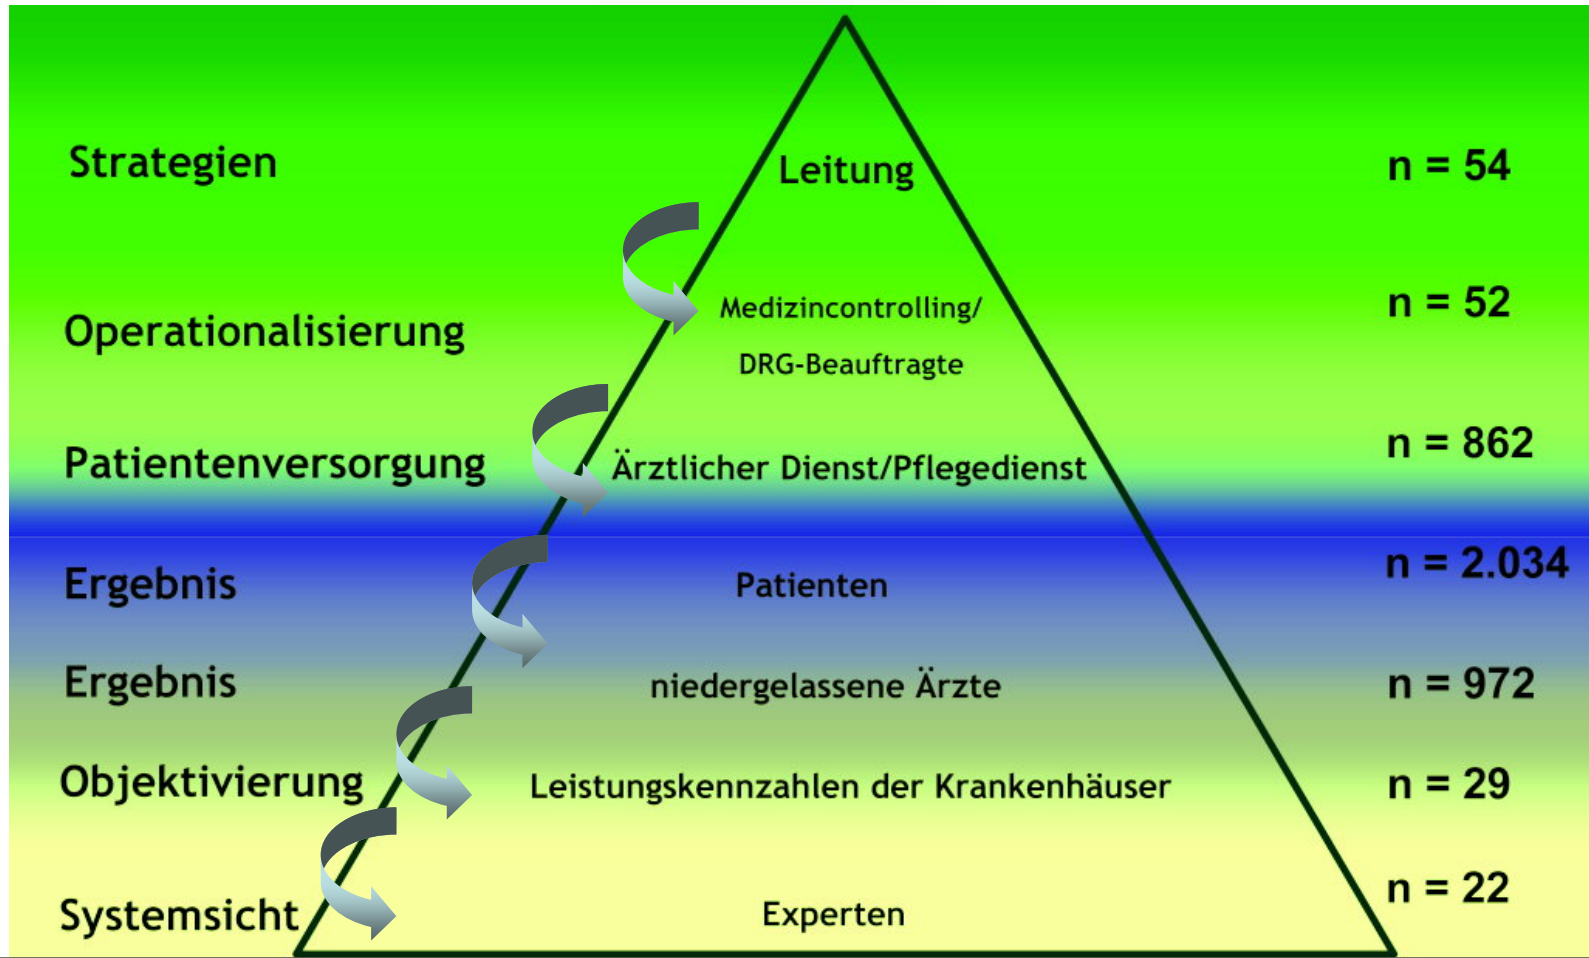 Strategien
Leitung
n = 54
Operationalisierung
Medizincontrolling/
DRG-Beauftragte
n = 52
Patientenversorgung
Ärztlicher Dienst/Pflegedienst
n = 862
Ergebnis
Patienten
n = 2.034
Ergebnis
niedergelassene Ärzte
n = 972
Objektivierung
Leistungskennzahlen der Krankenhäuser
n = 29
Systemsicht
Experten
n = 22